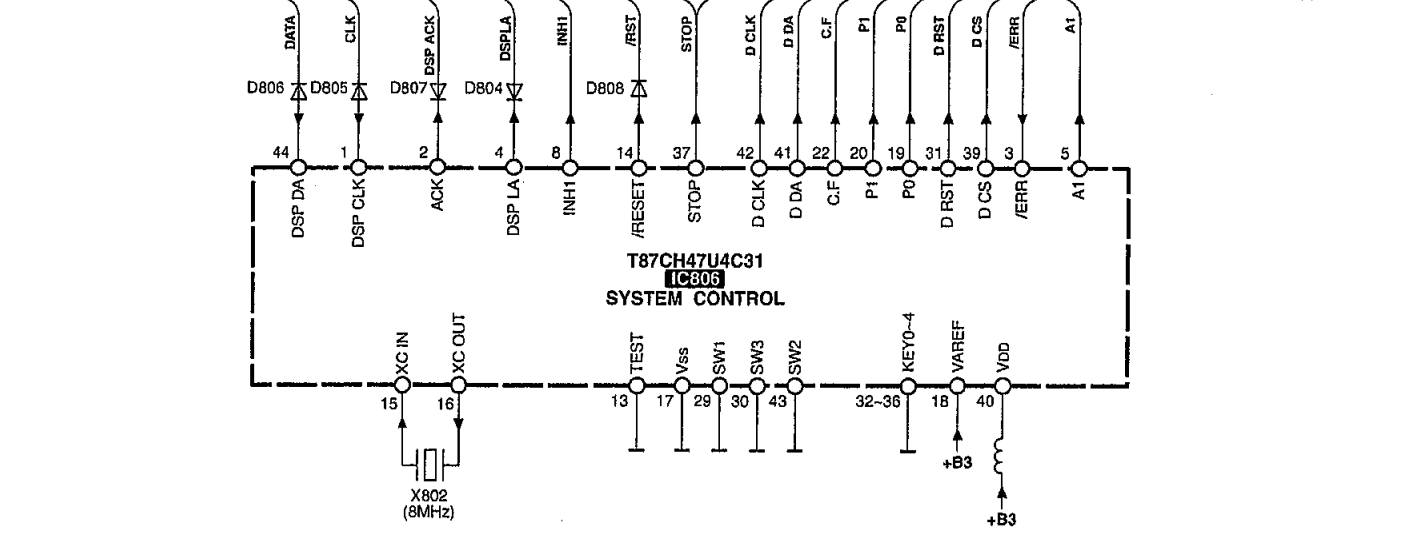 DATA
CLK
DSP ACK
DSPLA
INH1
/RST
STOP
D CLK
D DA
C.F
P1
P0
D RST
D CS
/ERR
A1
D806
D805
D807
D804
D808
44
1
2
4
8
14
37
42
41
22
20
19
31
39
3
5
DSP DA
DSP CLK
ACK
DSP LA
INH1
/RESET
STOP
D CLK
D DA
C.F
P1
P0
D RST
D CS
/ERR
A1
T87CH47U4C31
IC806
SYSTEM CONTROL
XC IN
XC OUT
TEST
Vss
SW1
SW3
SW2
KEY0~4
VAREF
VDD
15
16
13
17
29
30
43
32~36
18
40
+B3
X802
(8MHz)
+B3